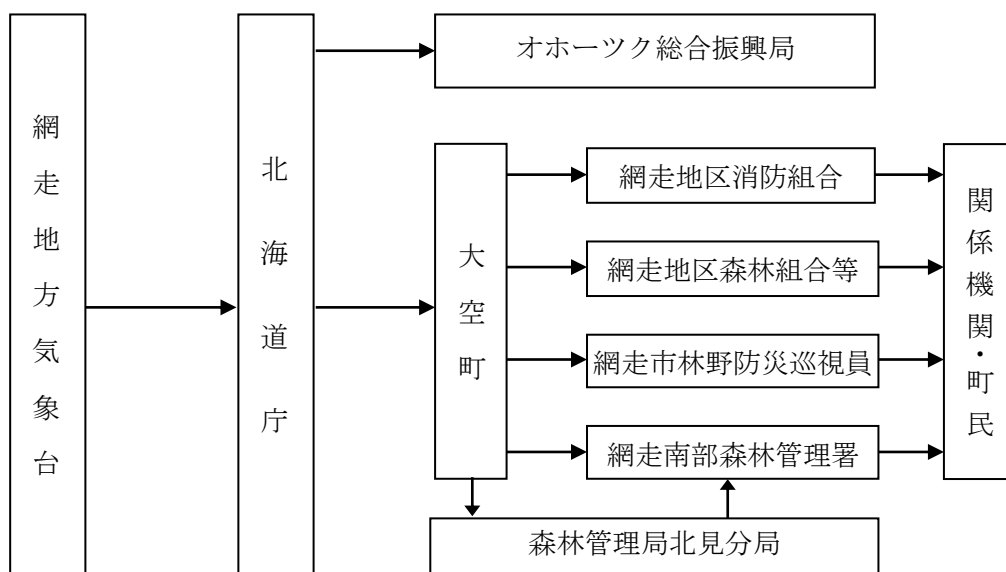 網走地方気象台
北海道庁
オホーツク総合振興局
大空町
網走地区消防組合
網走地区森林組合等
網走市林野防災巡視員
網走南部森林管理署
森林管理局北見分局
関係機関・町民